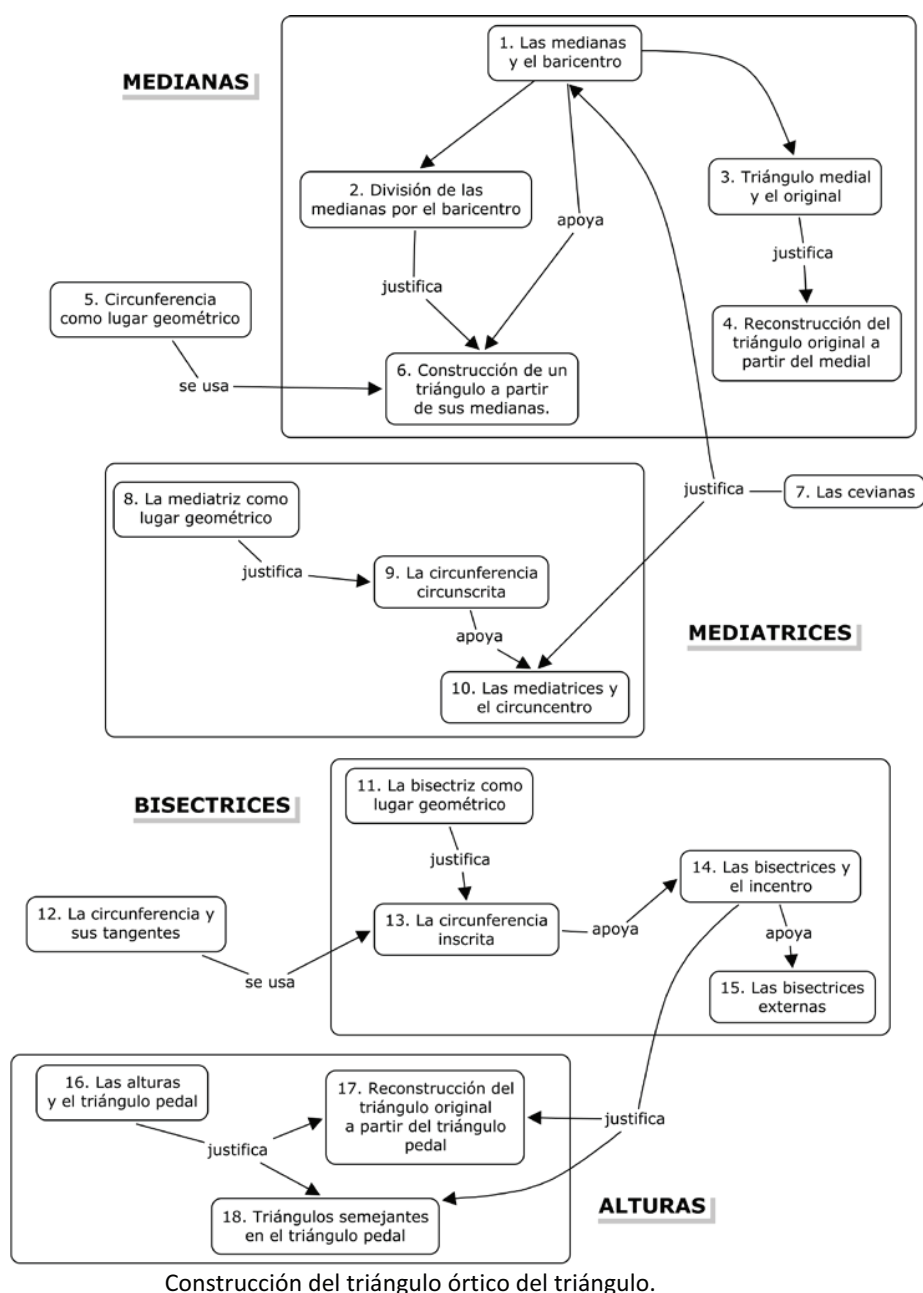 1. Las medianas
y el baricentro
MEDIANAS
2. División de las
medianas por el baricentro
3. Triángulo medial
y el original
apoya
justifica
justifica
5. Circunferencia
como lugar geométrico
4. Reconstrucción del
triángulo original a
partir del medial
se usa
6. Construcción de un
triángulo a partir
de sus medianas.
8. La mediatriz como
lugar geométrico
justifica
7. Las cevianas
justifica
9. La circunferencia
circunscrita
apoya
MEDIATRICES
10. Las mediatrices y
el circuncentro
11. La bisectriz como
lugar geométrico
BISECTRICES
justifica
14. Las bisectrices y
el incentro
12. La circunferencia y
sus tangentes
13. La circunferencia
inscrita
apoya
apoya
se usa
15. Las bisectrices
externas
16. Las alturas
y el triángulo pedal
17. Reconstrucción del
triángulo original
a partir del triángulo
pedal
justifica
justifica
18. Triángulos semejantes
en el triángulo pedal
ALTURAS
Construcción del triángulo órtico del triángulo.